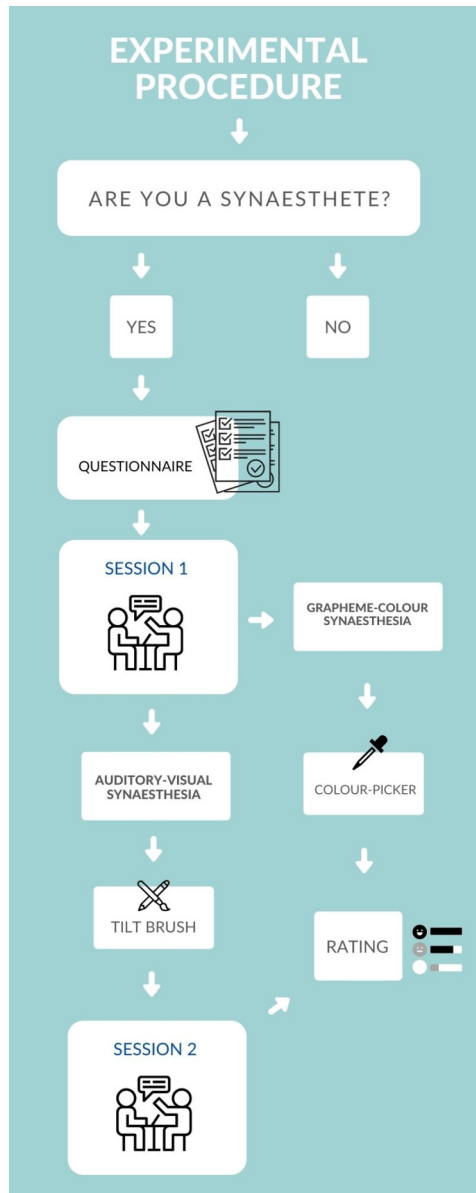 EXPERIMENTAL
PROCEDURE
ARE YOU A SYNAESTHETE?
YES
NO
QUESTIONNAIRE
SESSION 1
GRAPHEME-COLOUR
SYNAESTHESIA
AUDITORY-VISUAL
SYNAESTHESIA
COLOUR-PICKER
TILT BRUSH
RATING
SESSION 2